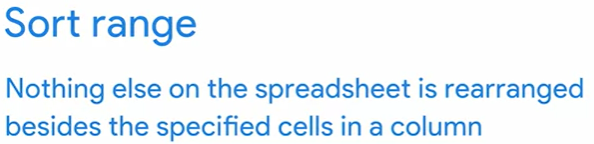 Sort range
Nothing else on the spreadsheet is rearranged
besides the specified cells in a column